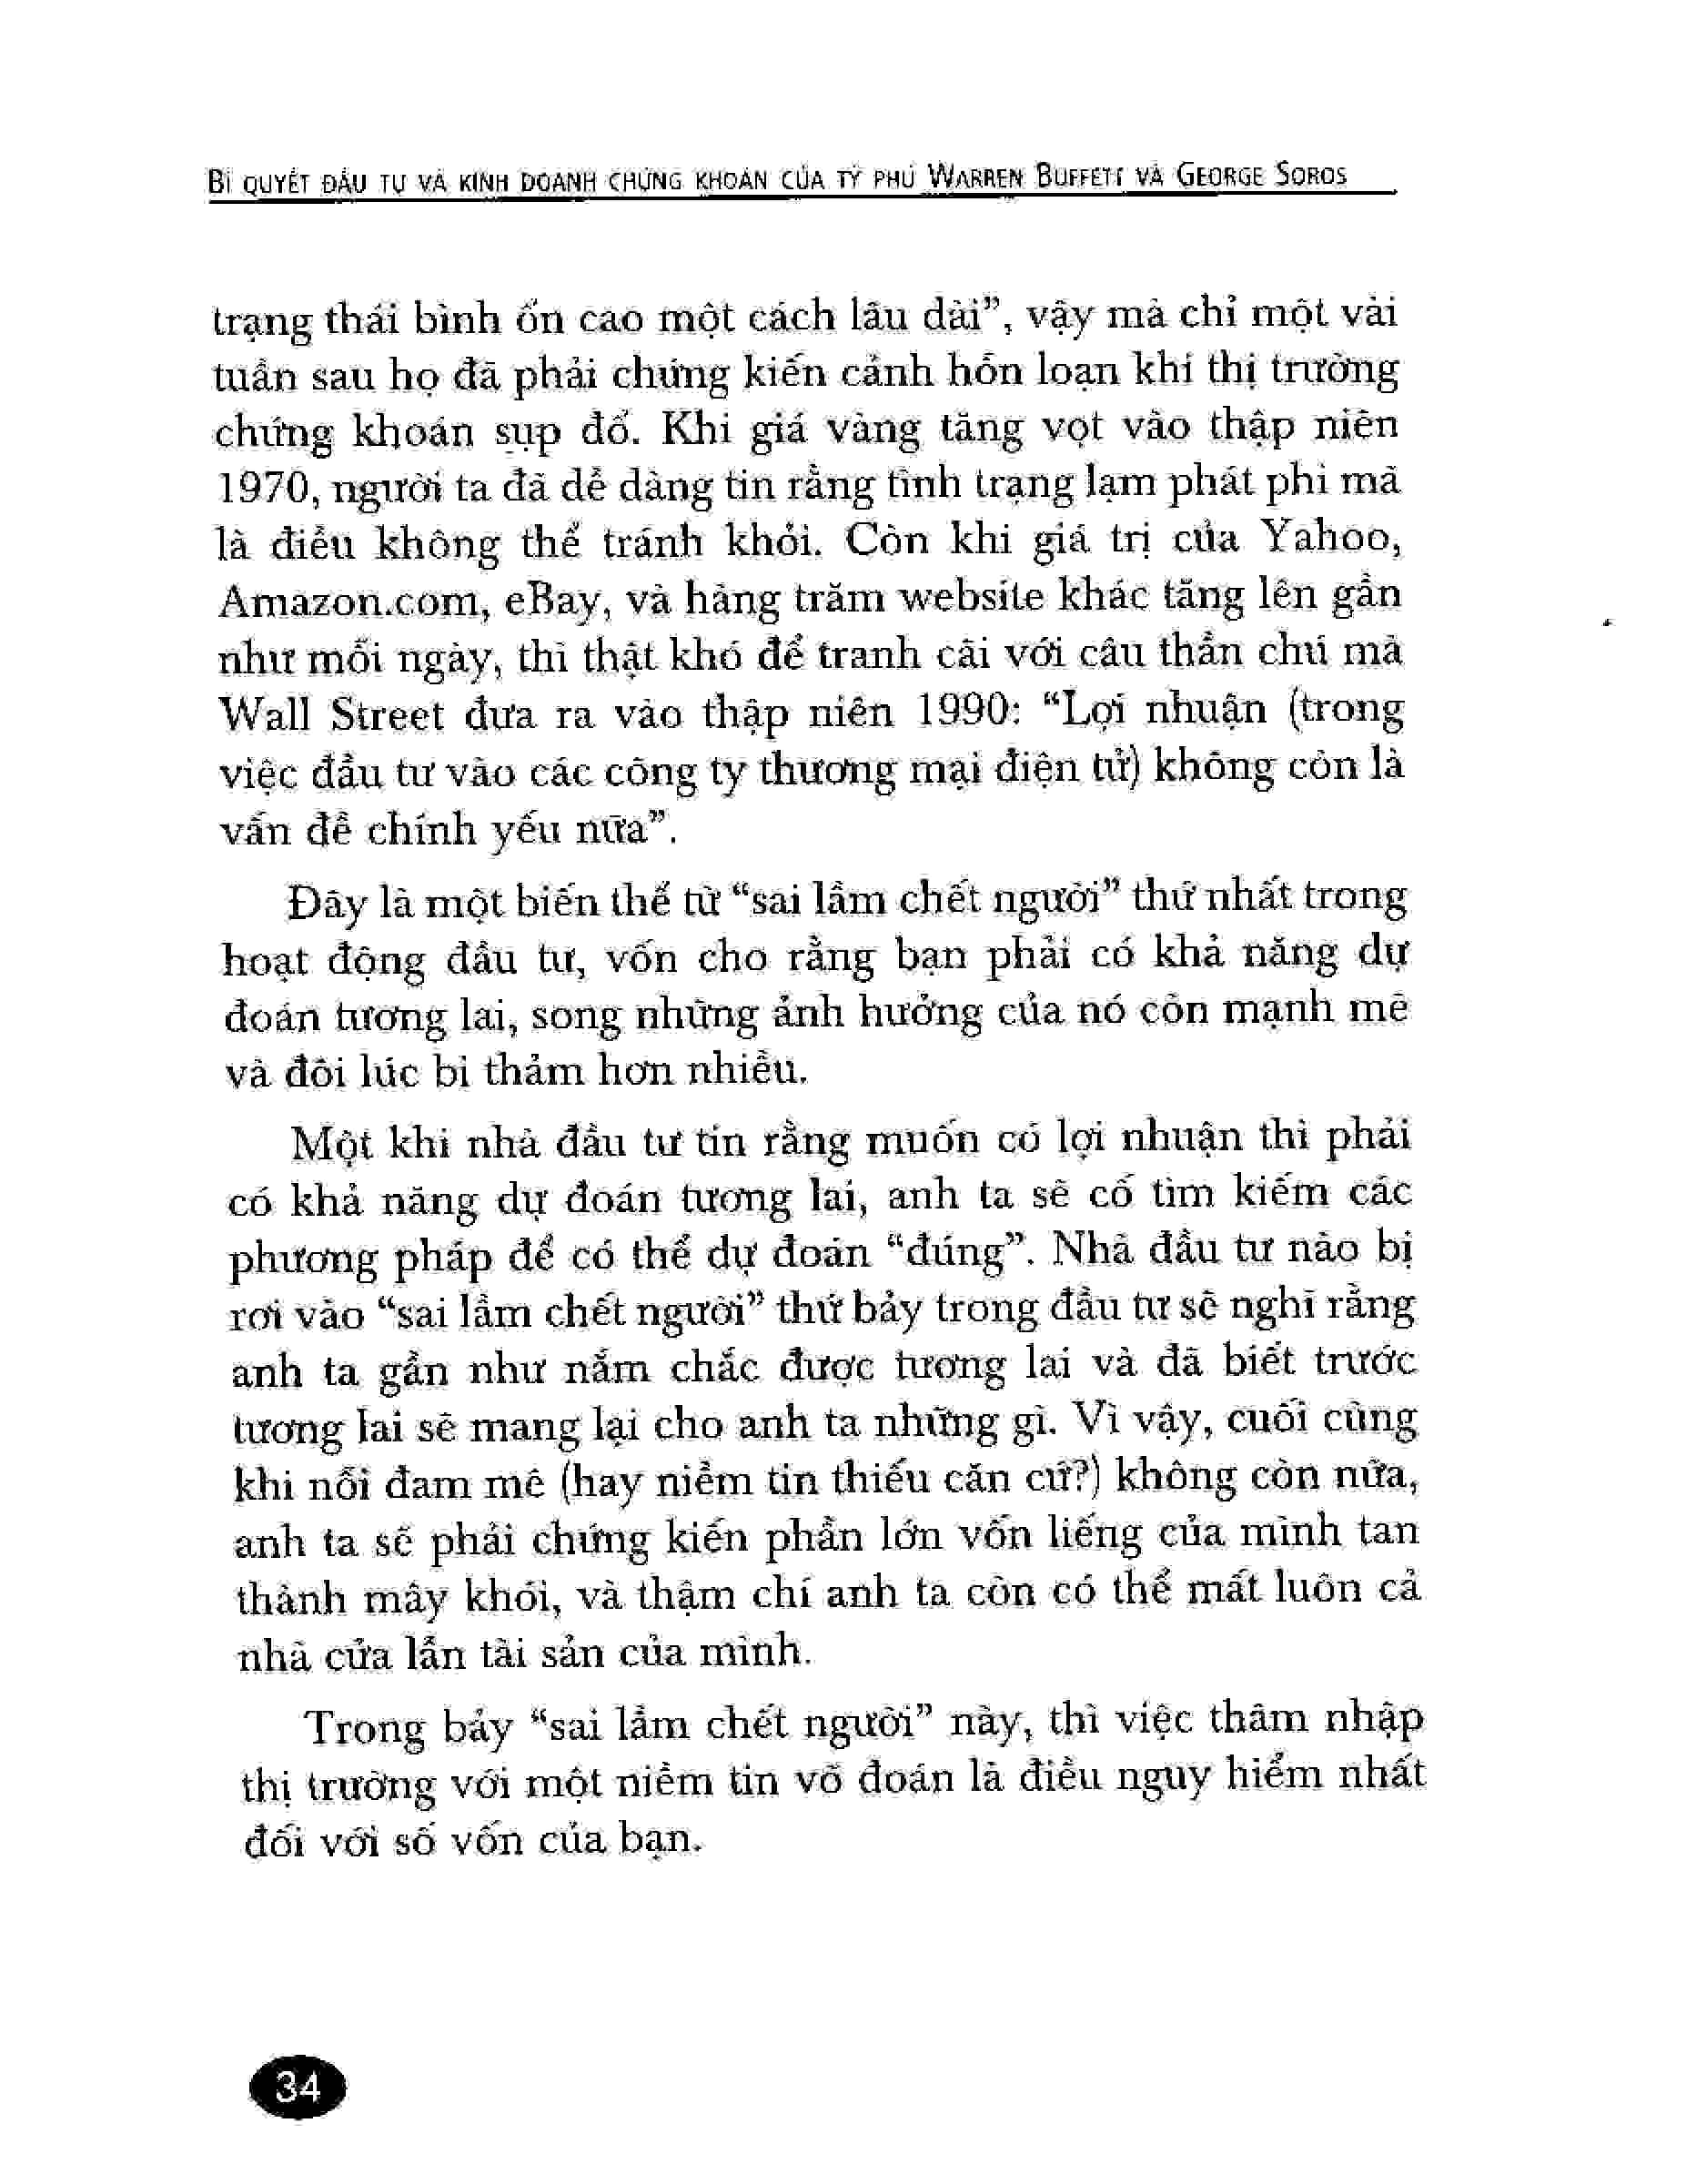 BÍ QUYẾT ĐẦU TƯ VÀ KINH DOANH CHỨNG KHOÁN CỦA TỶ PHÚ WARREN BUFFETT VÀ GEORGE SOROS
trạng thái bình ổn cao một cách lâu dài”, vậy mà chỉ một vài
tuần sau họ đã phải chứng kiến cảnh hỗn loạn khi thị trường
chứng khoán sụp đổ. Khi giá vàng tăng vọt vào thập niên
1970, người ta đã dễ dàng tin rằng tình trạng lạm phát phi mã
là điều không thể tránh khỏi. Còn khi giá trị của Yahoo,
Amazon.com, eBay, và hàng trăm website khác tăng lên gần
như mỗi ngày, thì thật khó để tranh cãi với câu thần chú mà
Wall Street đưa ra vào thập niên 1990: “Lợi nhuận (trong
việc đầu tư vào các công ty thương mại điện tử) không còn là
vấn đề chính yếu nữa”.
Đây là một biến thể từ “sai lầm chết người” thứ nhất trong
hoạt động đầu tư, vốn cho rằng bạn phải có khả năng dự
đoán tương lai, song những ảnh hưởng của nó còn mạnh mẽ
và đôi lúc bi thảm hơn nhiều.
Một khi nhà đầu tư tin rằng muốn có lợi nhuận thì phải
có khả năng dự đoán tương lai, anh ta sẽ cố tìm kiếm các
phương pháp để có thể dự đoán “đúng”. Nhà đầu tư nào bị
rơi vào “sai lầm chết người” thứ bảy trong đầu tư sẽ nghĩ rằng
anh ta gần như nắm chắc được tương lai và đã biết trước
tương lai sẽ mang lại cho anh ta những gì. Vì vậy, cuối cùng
khi nỗi đam mê (hay niềm tin thiếu căn cứ?) không còn nữa,
anh ta sẽ phải chứng kiến phần lớn vốn liếng của mình tan
thành mây khói, và thậm chí anh ta còn có thể mất luôn cả
nhà cửa lẫn tài sản của mình.
Trong bảy “sai lầm chết người” này, thì việc thâm nhập
thị trường với một niềm tin võ đoán là điều nguy hiểm nhất
đối với số vốn của bạn.
34